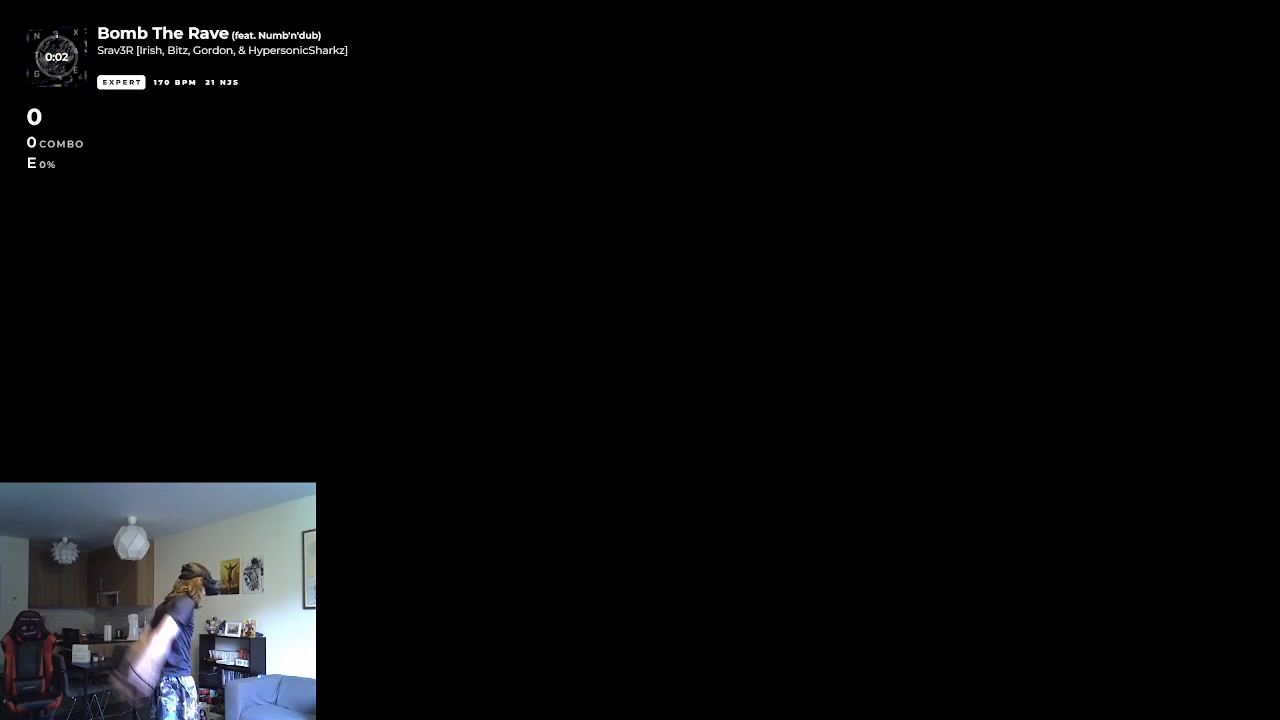 Bomb The Rave (feat. Numb'n'dub)
Srav3R [Irish, Bitz, Gordon, & HypersonicSharkz]
0:02
EXPERT 170 BPM 21 NJS
0
0 COMBO
E 0%